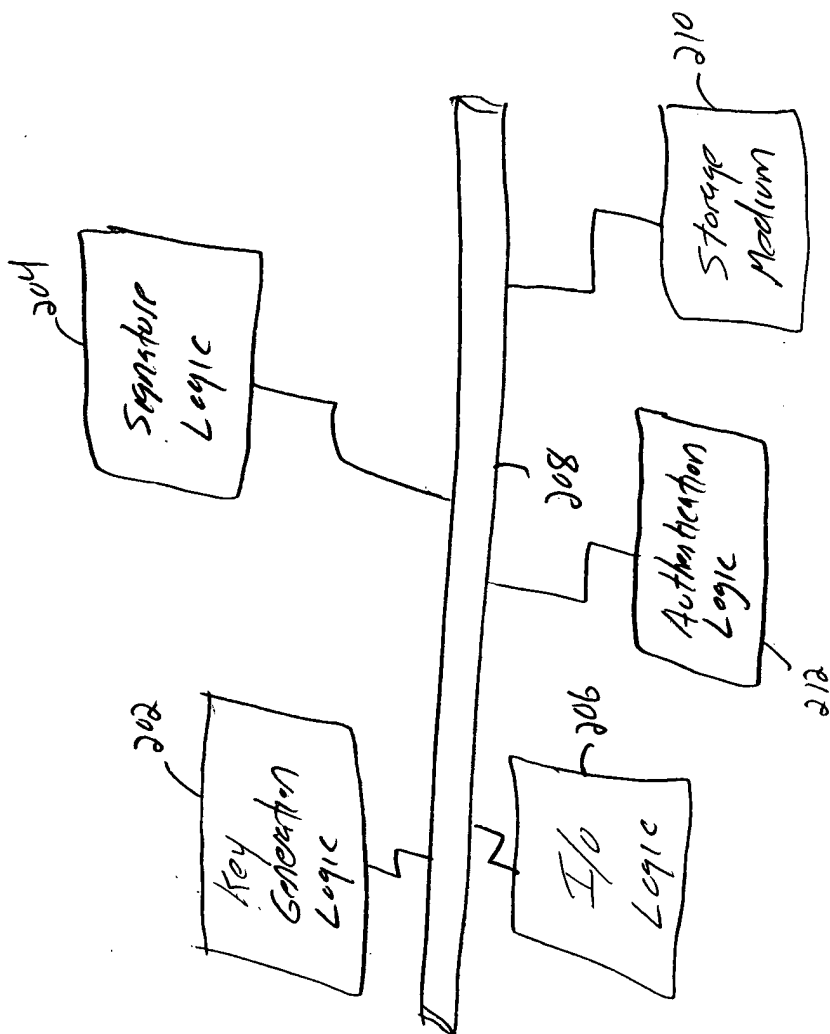 202
Key
Generation
Logic
204
Signature
Logic
206
I/O
Logic
208
212
Authentication
Logic
210
Storage
Medium